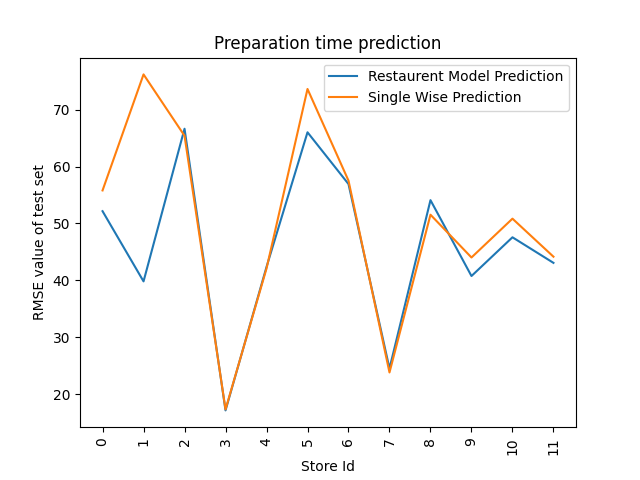 Preparation time prediction
Restaurent Model Prediction
Single Wise Prediction
RMSE value of test set
70
60
50
40
30
20
0 1 2 3 4 5 6 7 8 9 10 11
Store Id